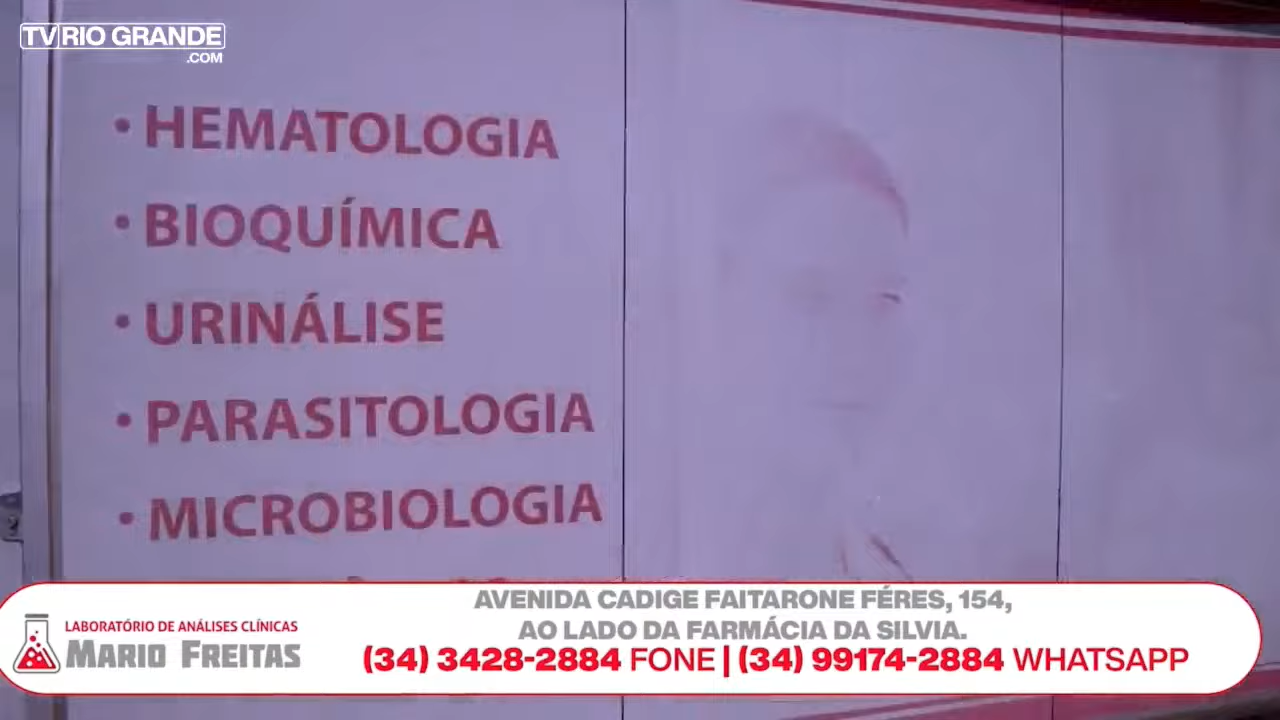 TV RIO GRANDE
.COM
• HEMATOLOGIA
• BIOQUÍMICA
• URINÁLISE
• PARASITOLOGIA
• MICROBIOLOGIA
LABORATÓRIO DE ANÁLISES CLÍNICAS
MARIO FREITAS
AVENIDA CADIGE FAITARONE FÉRES, 154,
AO LADO DA FARMÁCIA DA SILVIA.
(34) 3428-2884 FONE | (34) 99174-2884 WHATSAPP